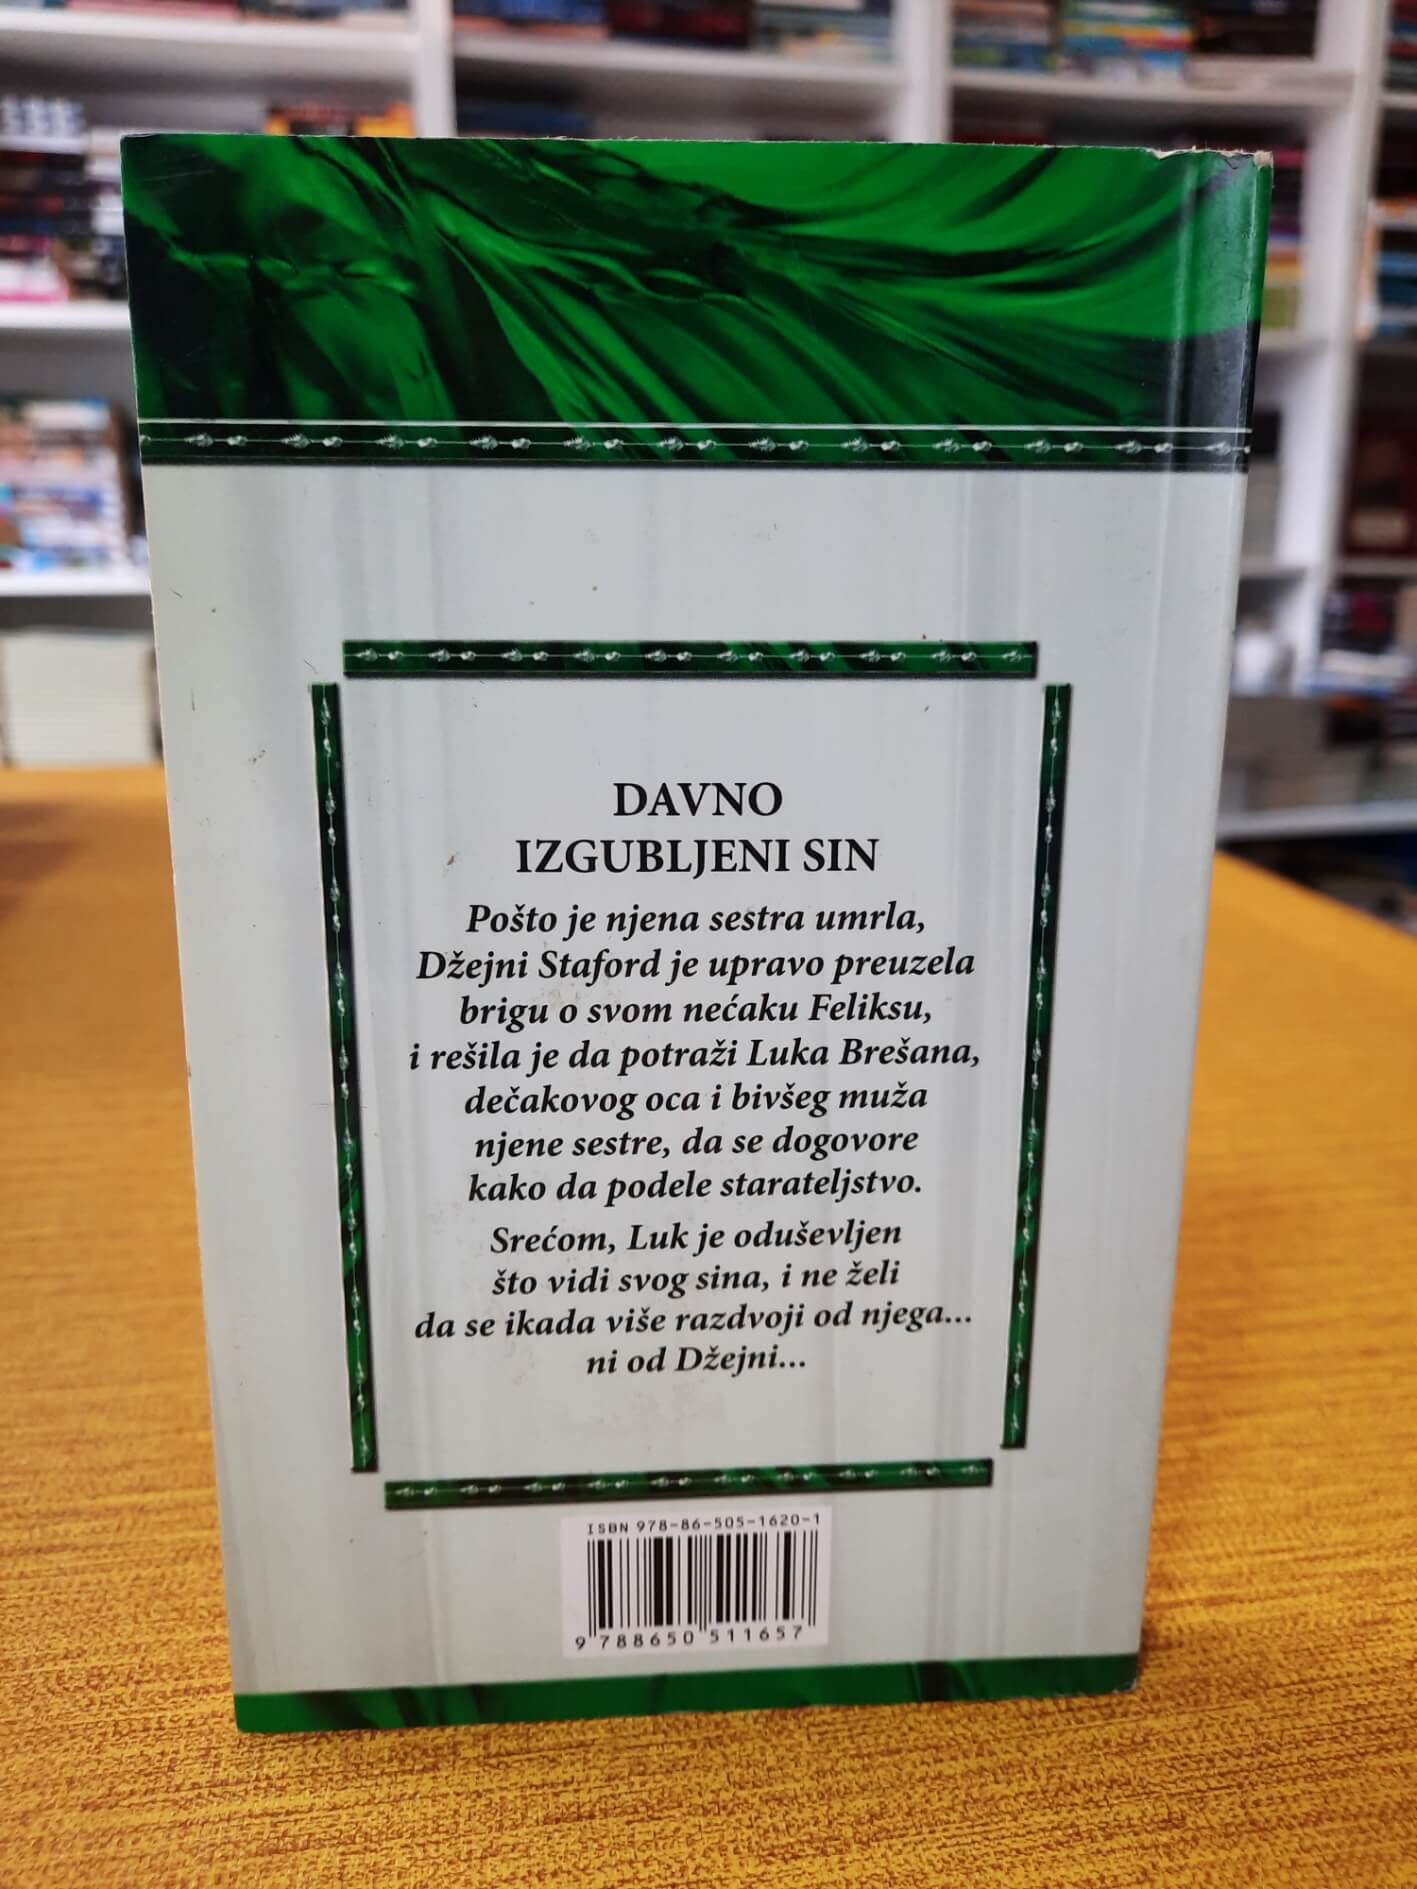 DAVNO
IZGUBLJENI SIN
Pošto je njena sestra umrla,
Džejni Staford je upravo preuzela
brigu o svom nećaku Feliksu,
i rešila je da potraži Luka Brešana,
dečakovog oca i bivšeg muža
njene sestre, da se dogovore
kako da podele starateljstvo.
Srećom, Luk je oduševljen
što vidi svog sina, i ne želi
da se ikada više razdvoji od njega...
ni od Džejni...
ISBN 978-86-505-1620-1
9 788650 511657